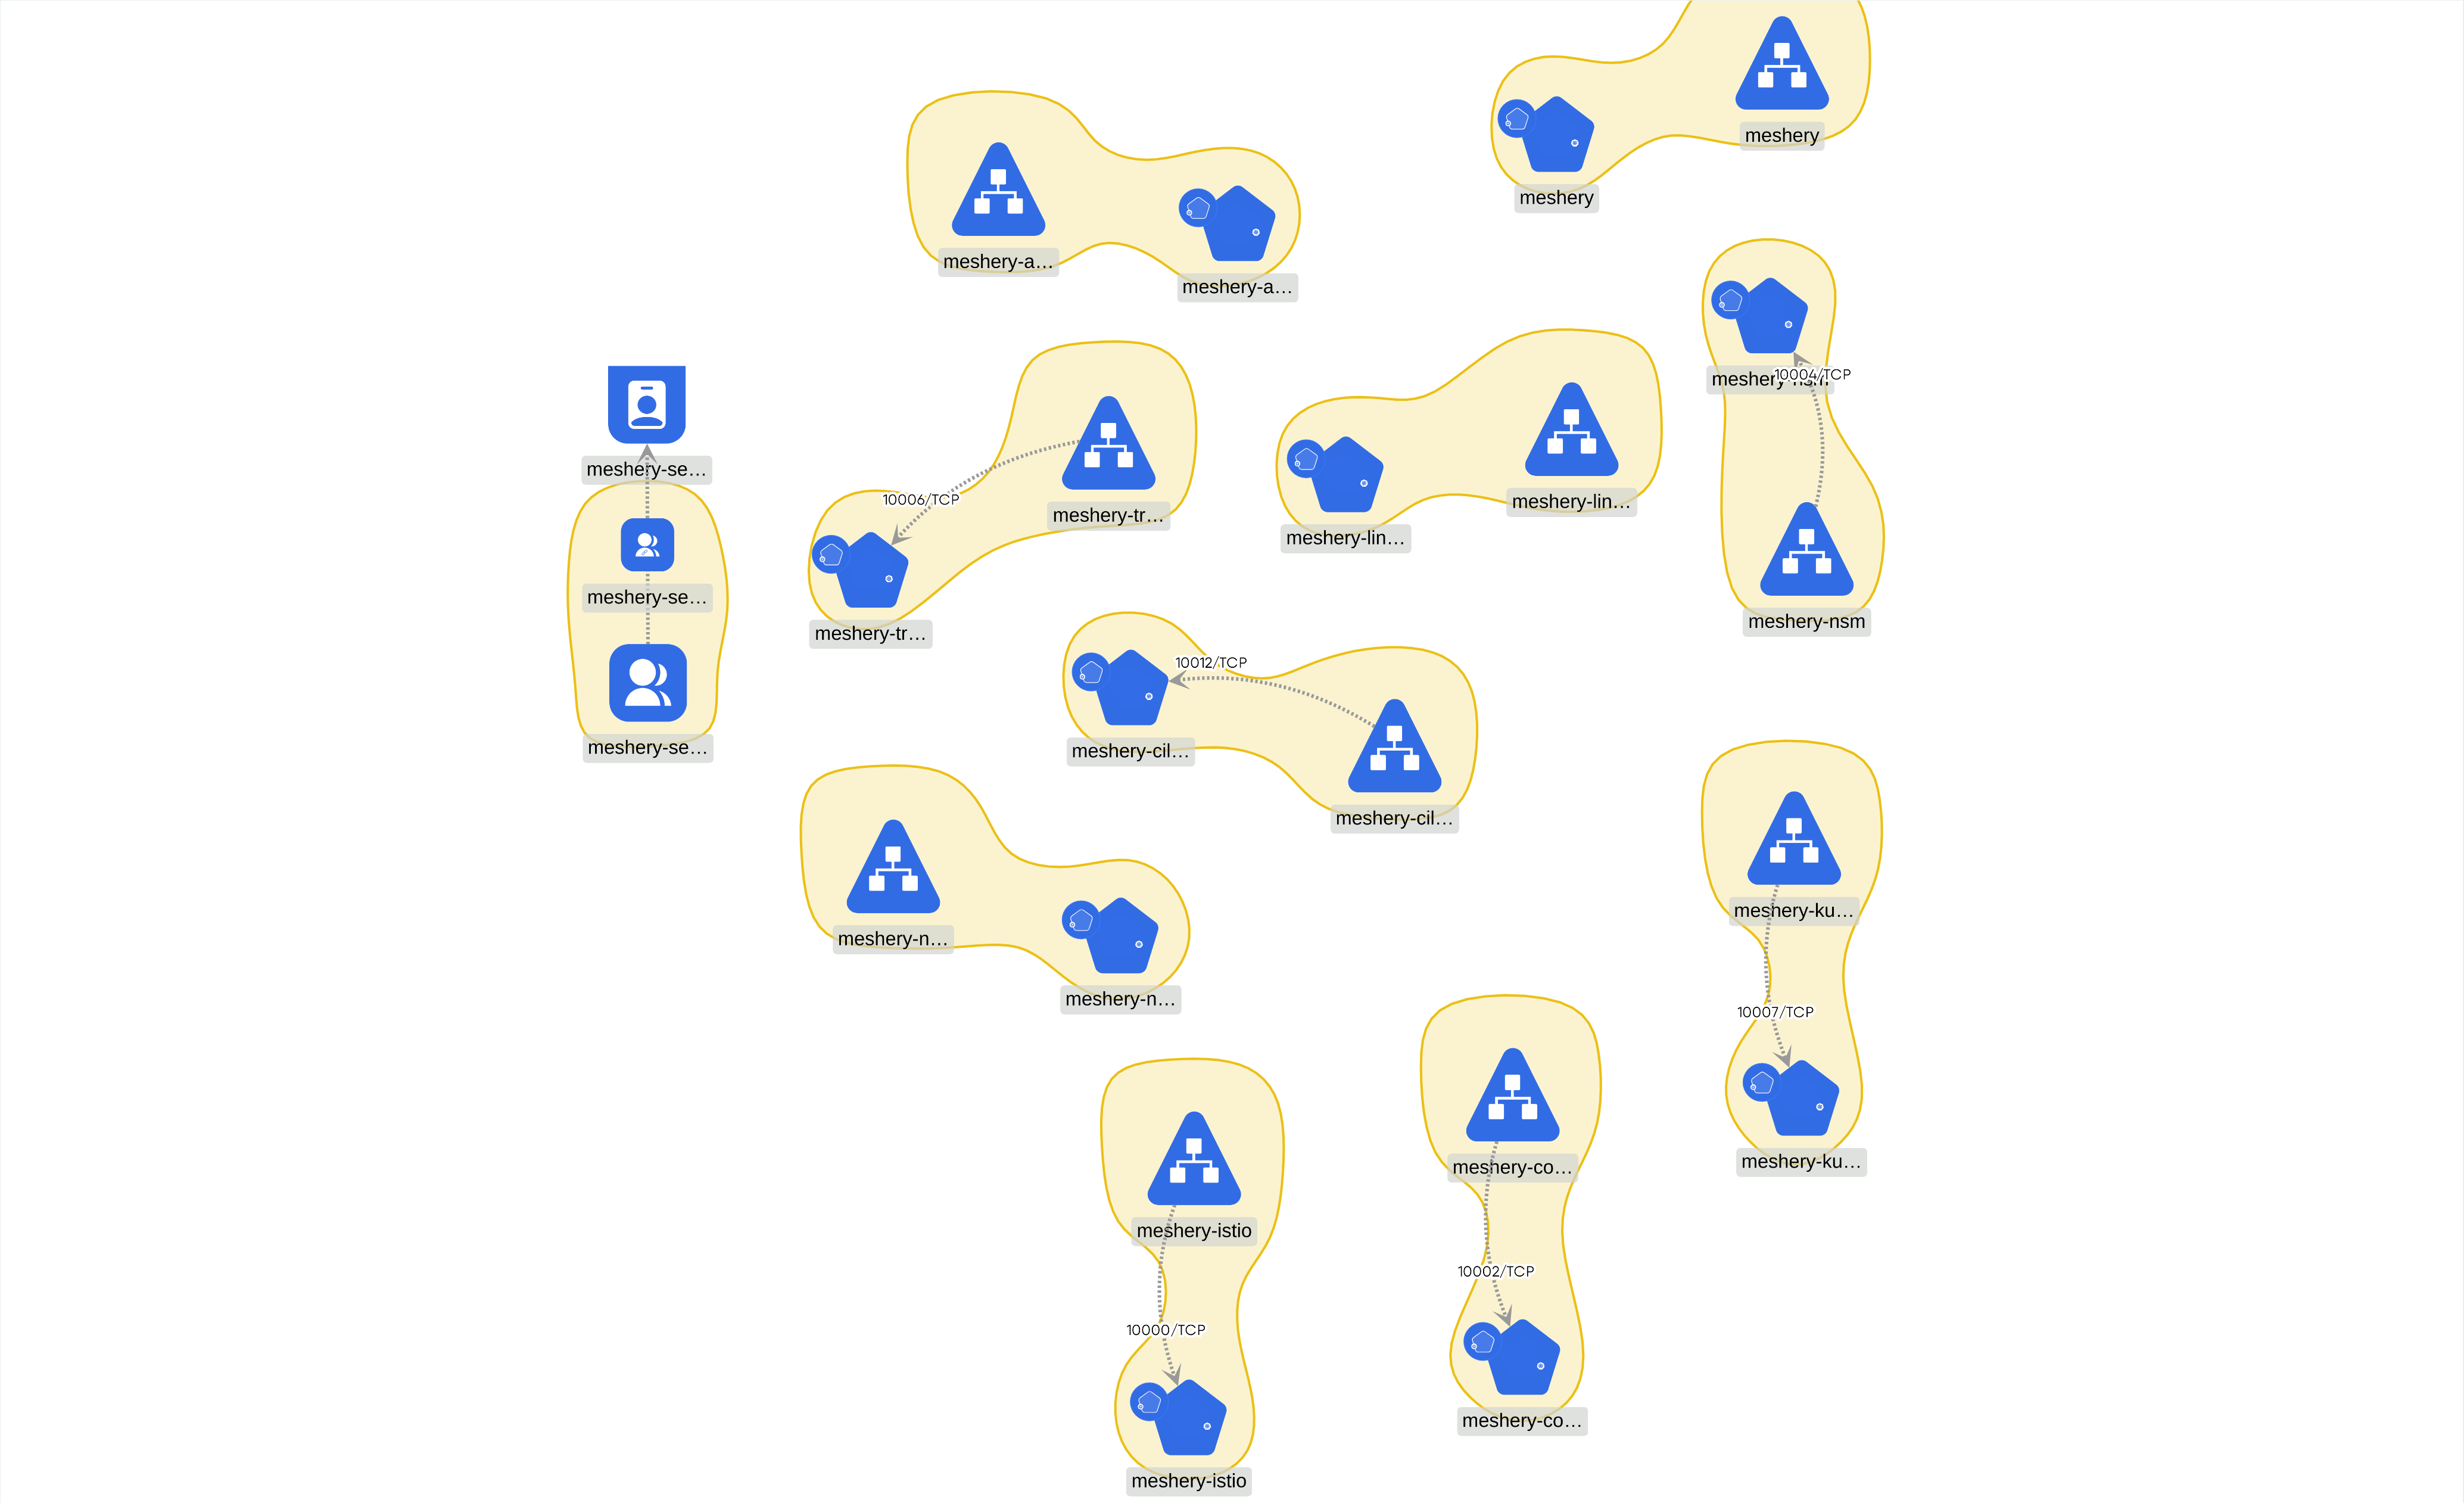 meshery
meshery
meshery-a…
meshery-a…
meshery-nsm
10004/TCP
meshery-se…
10006/TCP
meshery-tr…
meshery-lin…
meshery-lin…
meshery-se…
meshery-nsm
meshery-tr…
10012/TCP
meshery-se…
meshery-cil…
meshery-cil…
meshery-ku…
meshery-n…
meshery-n…
10007/TCP
meshery-ku…
meshery-co…
meshery-istio
10002/TCP
10000/TCP
meshery-co…
meshery-istio